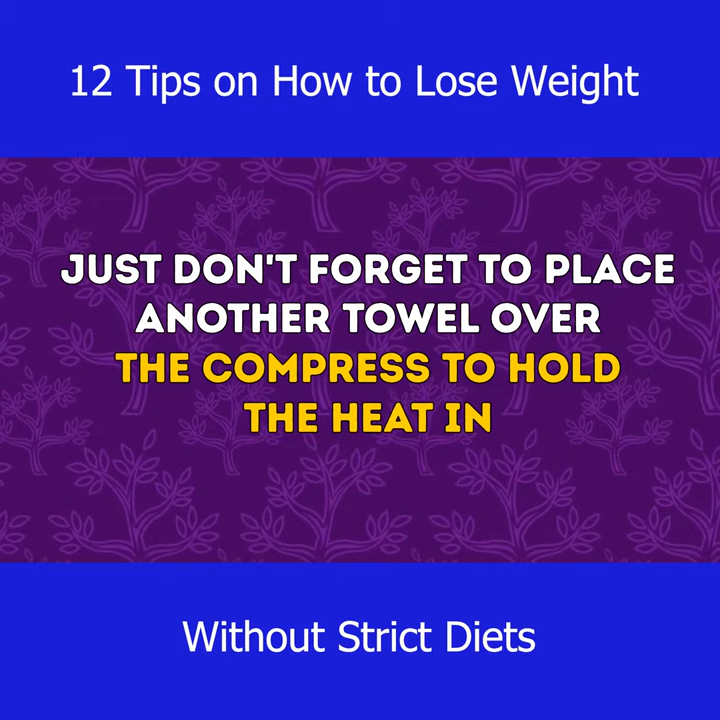 12 Tips on How to Lose Weight
JUST DON'T FORGET TO PLACE
ANOTHER TOWEL OVER
THE COMPRESS TO HOLD
THE HEAT IN
Without Strict Diets